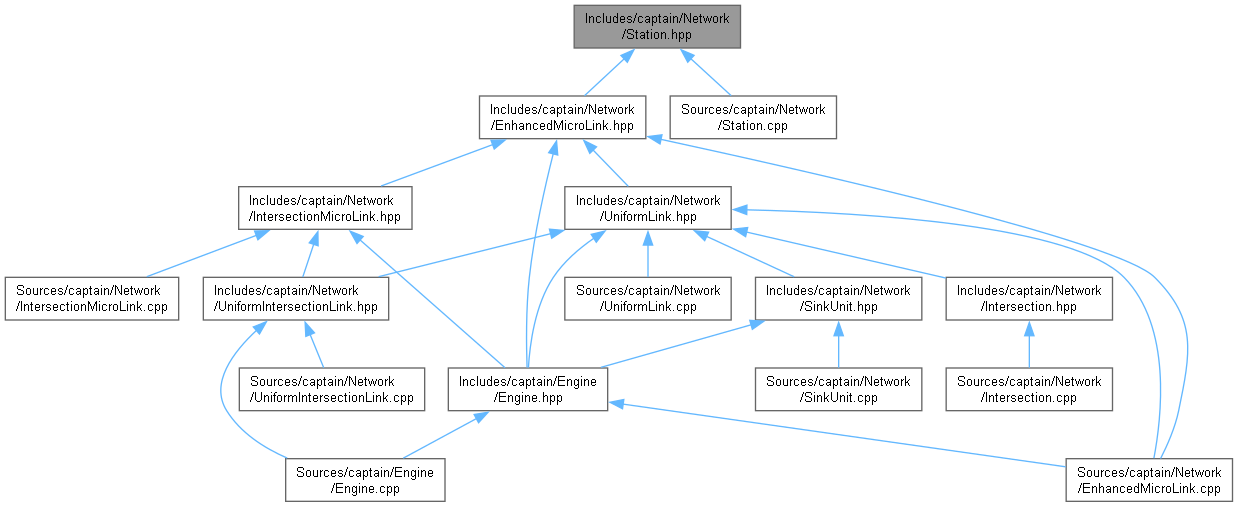 Includes/captain/Network
/Station.hpp
Includes/captain/Network
/EnhancedMicroLink.hpp
Sources/captain/Network
/Station.cpp
Includes/captain/Network
/IntersectionMicroLink.hpp
Includes/captain/Network
/UniformLink.hpp
Sources/captain/Network
/IntersectionMicroLink.cpp
Includes/captain/Network
/UniformIntersectionLink.hpp
Sources/captain/Network
/UniformLink.cpp
Includes/captain/Network
/SinkUnit.hpp
Includes/captain/Network
/Intersection.hpp
Sources/captain/Network
/UniformIntersectionLink.cpp
Includes/captain/Engine
/Engine.hpp
Sources/captain/Network
/SinkUnit.cpp
Sources/captain/Network
/Intersection.cpp
Sources/captain/Engine
/Engine.cpp
Sources/captain/Network
/EnhancedMicroLink.cpp